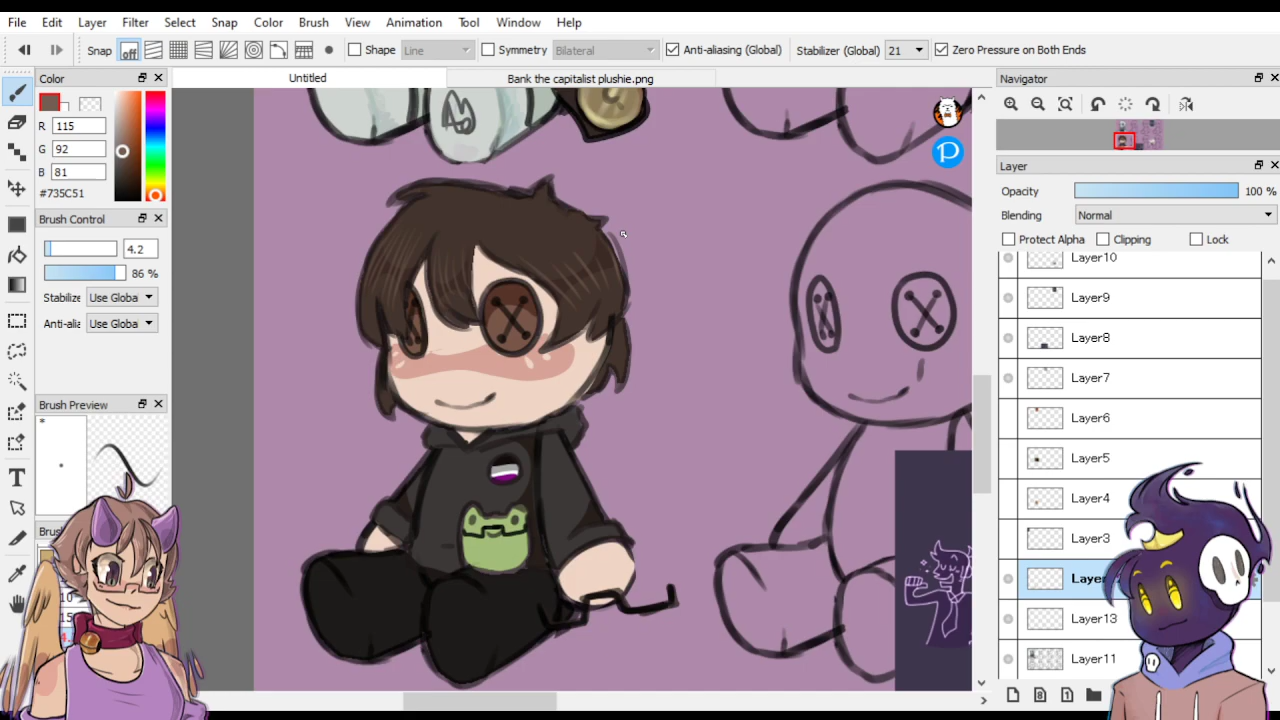 File Edit Layer Filter Select Snap Color Brush View Animation Tool Window Help
Snap off Shape Line Symmetry Bilateral Anti-aliasing (Global) Stabilizer (Global) 21 Zero Pressure on Both Ends
Color
Untitled
Bank the capitalist plushie.png
Navigator
R 115
G 92
B 81
#735C51
Layer
Opacity 100 %
Blending Normal
Protect Alpha Clipping Lock
Brush Control
4.2
86 %
Stabilize Use Globa
Anti-alia Use Globa
Layer10
Layer9
Layer8
Layer7
Layer6
Layer5
Layer4
Layer3
Layer13
Layer11
Brush Preview
*
T
P